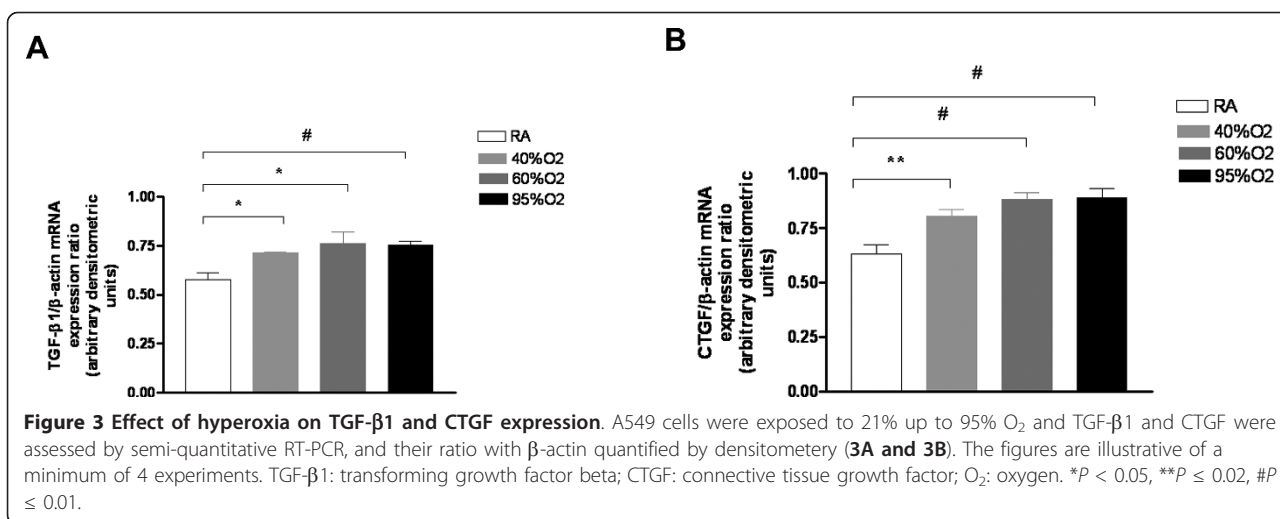 A
#
*
*
RA
40%O2
60%O2
95%O2
TGF-β1/β-actin mRNA
expression ratio
(arbitrary densitometric
units)
1.00
0.75
0.50
0.25
0.00
B
#
#
**
RA
40%O2
60%O2
95%O2
CTGF/β-actin mRNA
expression ratio
(arbitrary densitometric
units)
1.00
0.75
0.50
0.25
0.00
Figure 3 Effect of hyperoxia on TGF-β1 and CTGF expression. A549 cells were exposed to 21% up to 95% O₂ and TGF-β1 and CTGF were
assessed by semi-quantitative RT-PCR, and their ratio with β-actin quantified by densitometery (3A and 3B). The figures are illustrative of a
minimum of 4 experiments. TGF-β1: transforming growth factor beta; CTGF: connective tissue growth factor; O₂: oxygen. *P < 0.05, **P ≤ 0.02, #P
≤ 0.01.